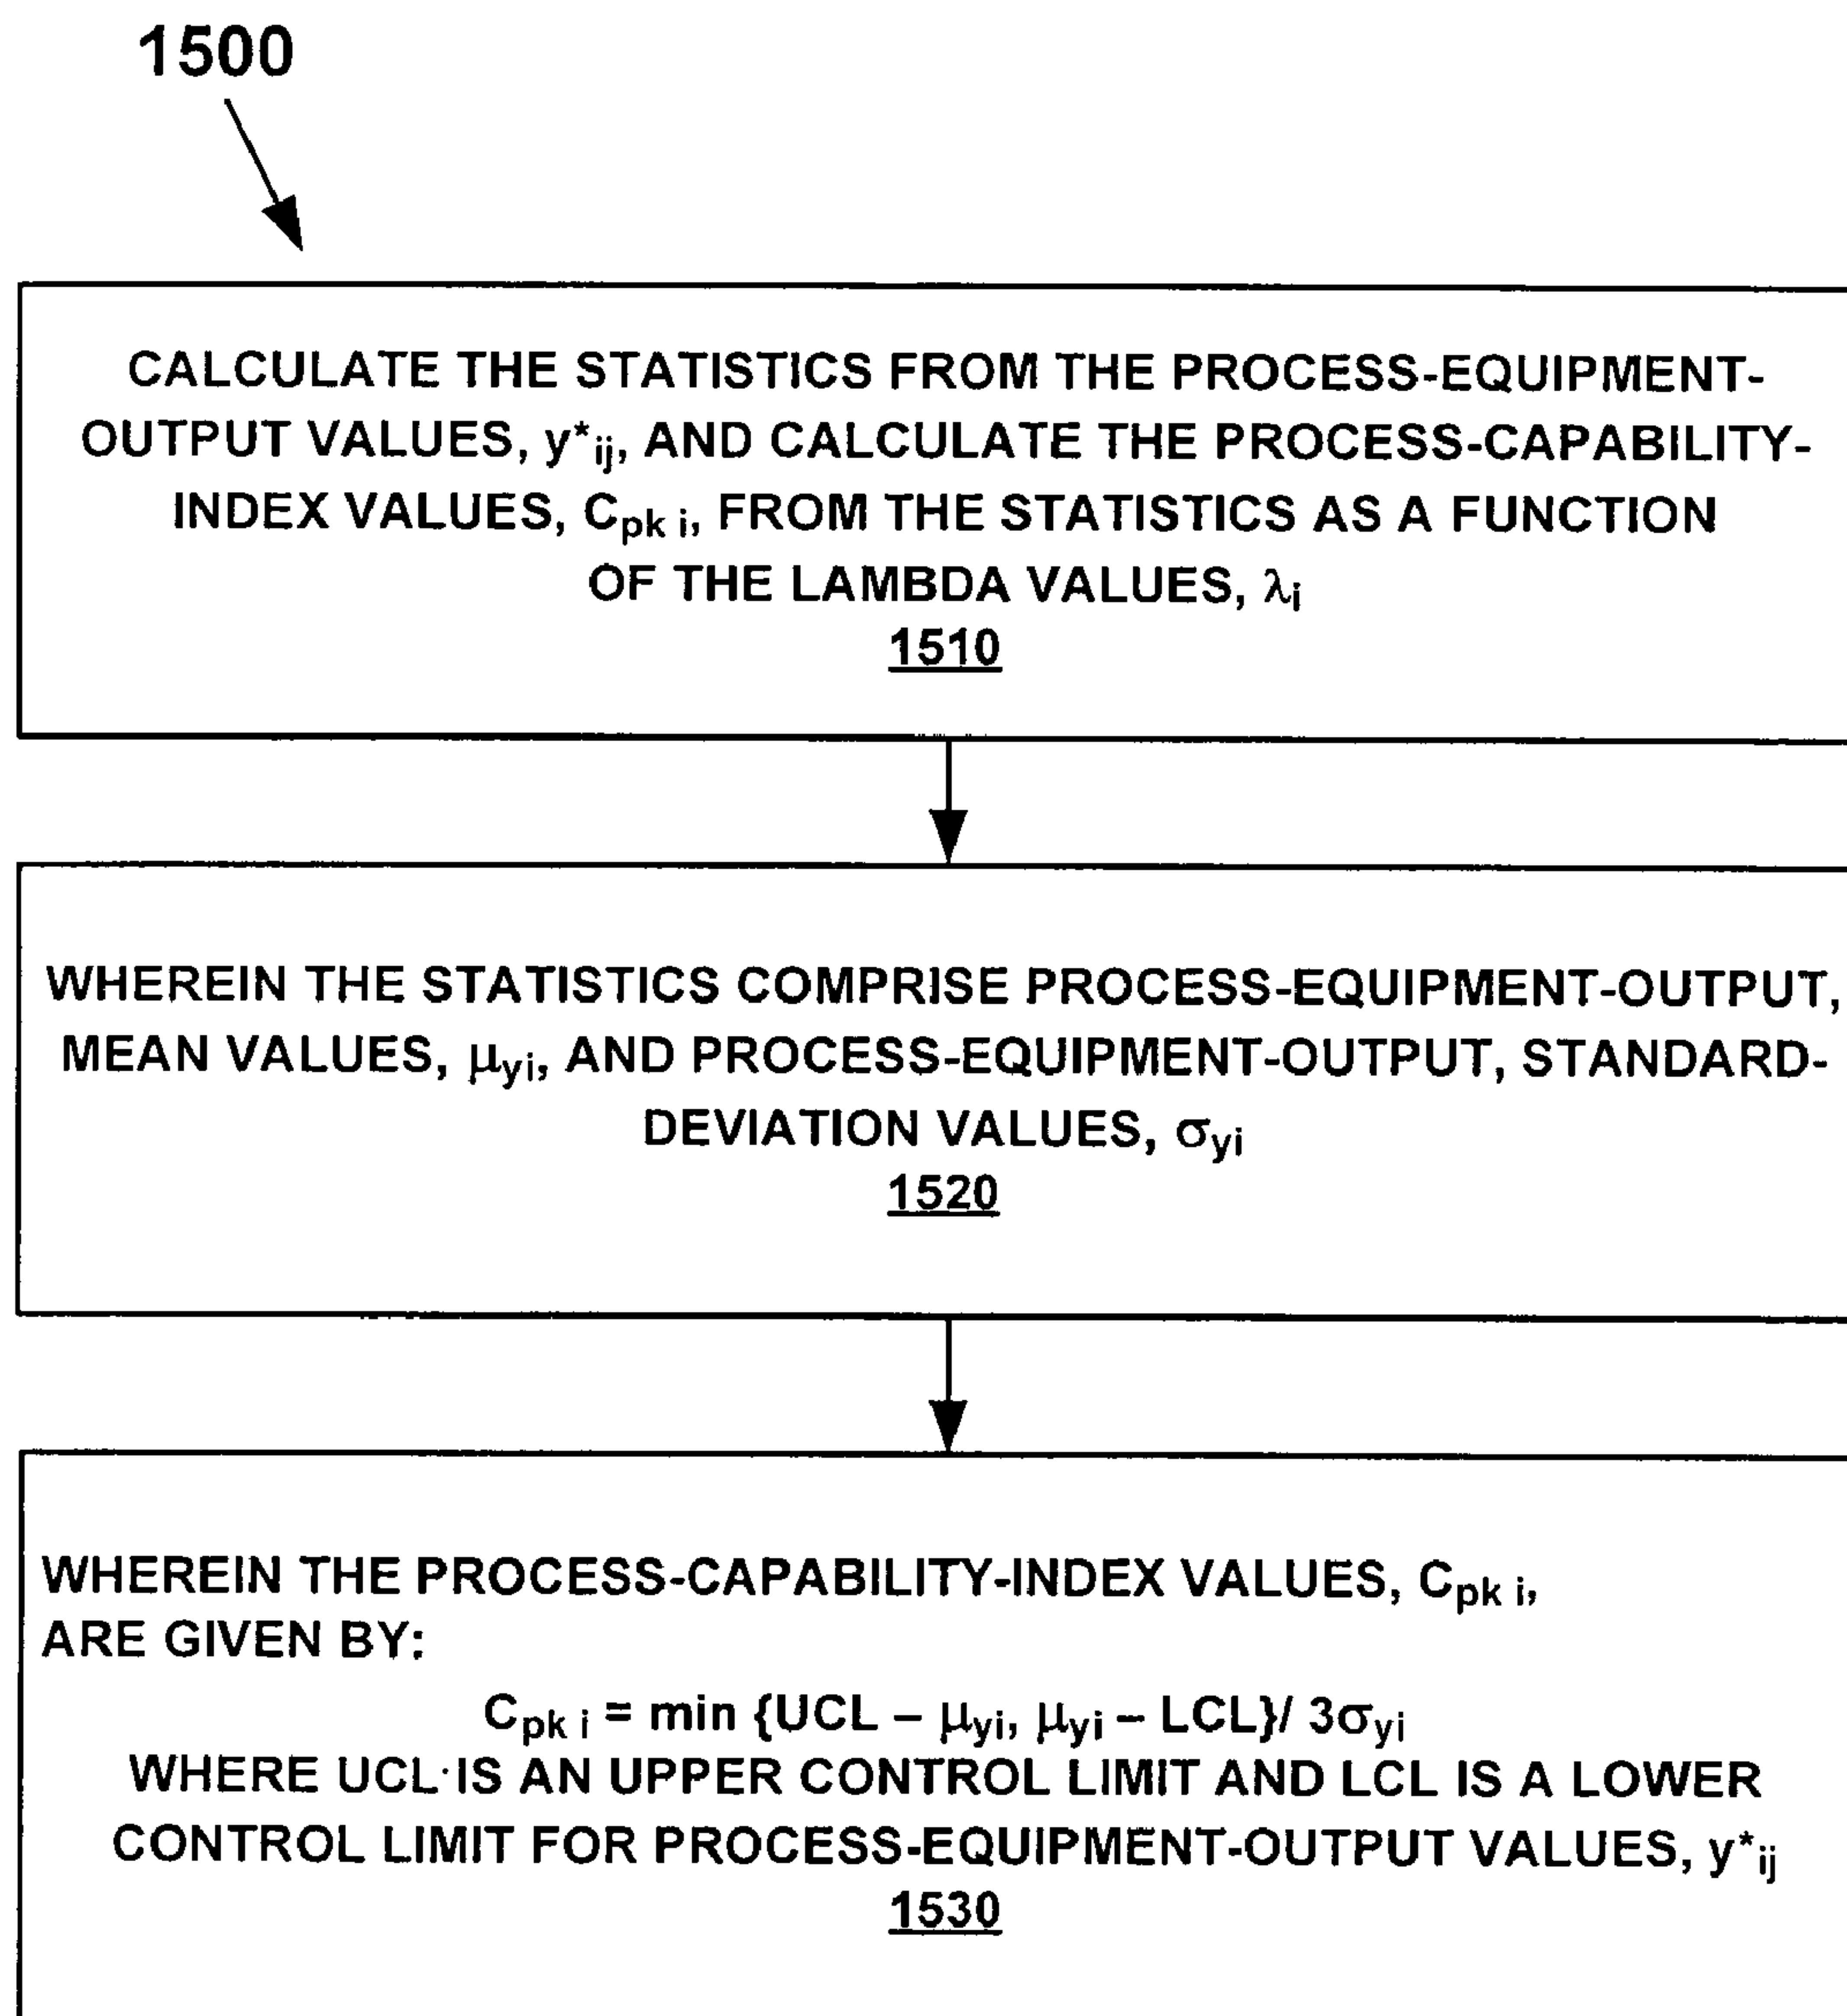 1500
CALCULATE THE STATISTICS FROM THE PROCESS-EQUIPMENT-
OUTPUT VALUES, y*ij, AND CALCULATE THE PROCESS-CAPABILITY-
INDEX VALUES, Cpk i, FROM THE STATISTICS AS A FUNCTION
OF THE LAMBDA VALUES, λi
1510
WHEREIN THE STATISTICS COMPRISE PROCESS-EQUIPMENT-OUTPUT,
MEAN VALUES, μyi, AND PROCESS-EQUIPMENT-OUTPUT, STANDARD-
DEVIATION VALUES, σyi
1520
WHEREIN THE PROCESS-CAPABILITY-INDEX VALUES, Cpk i,
ARE GIVEN BY:
Cpk i = min {UCL – μyi, μyi – LCL}/ 3σyi
WHERE UCL IS AN UPPER CONTROL LIMIT AND LCL IS A LOWER
CONTROL LIMIT FOR PROCESS-EQUIPMENT-OUTPUT VALUES, y*ij
1530